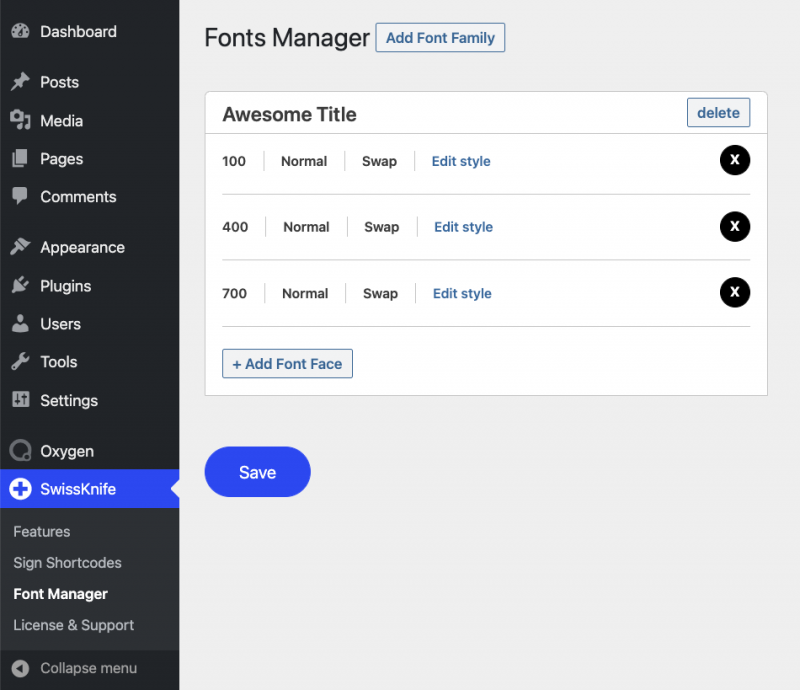 Dashboard
Posts
Media
Pages
Comments
Appearance
Plugins
Users
Tools
Settings
Oxygen
SwissKnife
Features
Sign Shortcodes
Font Manager
License & Support
Collapse menu
Fonts Manager Add Font Family
Awesome Title delete
100 Normal Swap Edit style X
400 Normal Swap Edit style X
700 Normal Swap Edit style X
+ Add Font Face
Save